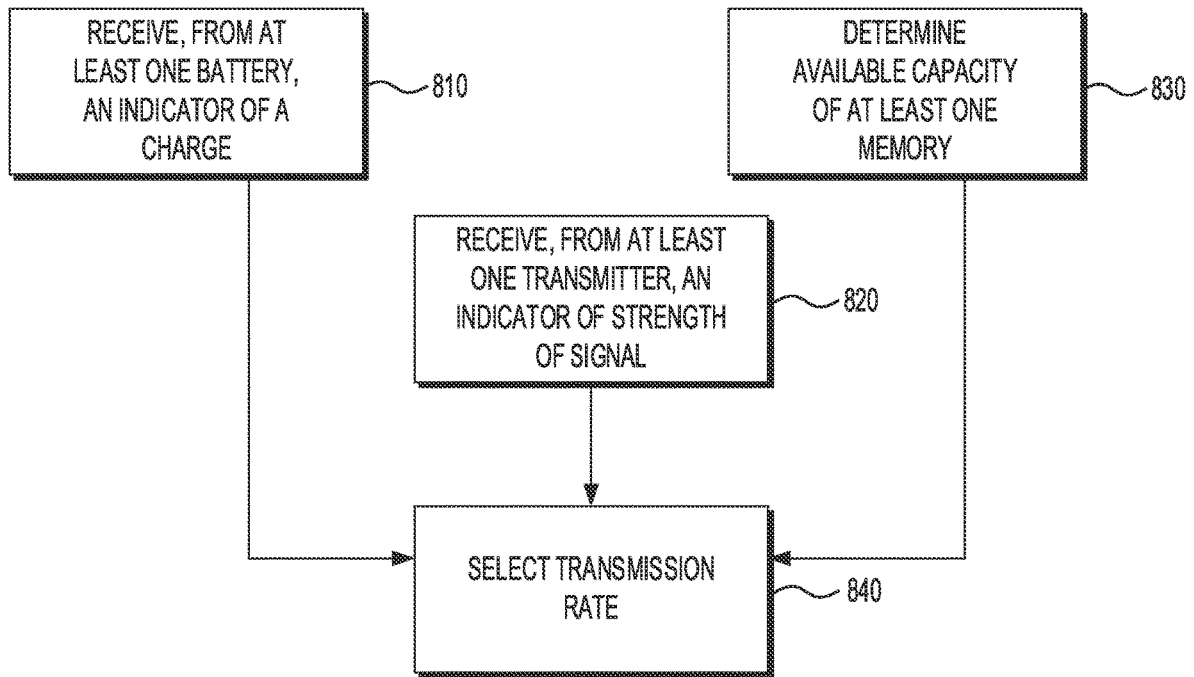 RECEIVE, FROM AT
LEAST ONE BATTERY,
AN INDICATOR OF A
CHARGE
810
DETERMINE
AVAILABLE CAPACITY
OF AT LEAST ONE
MEMORY
830
RECEIVE, FROM AT LEAST
ONE TRANSMITTER, AN
INDICATOR OF STRENGTH
OF SIGNAL
820
SELECT TRANSMISSION
RATE
840